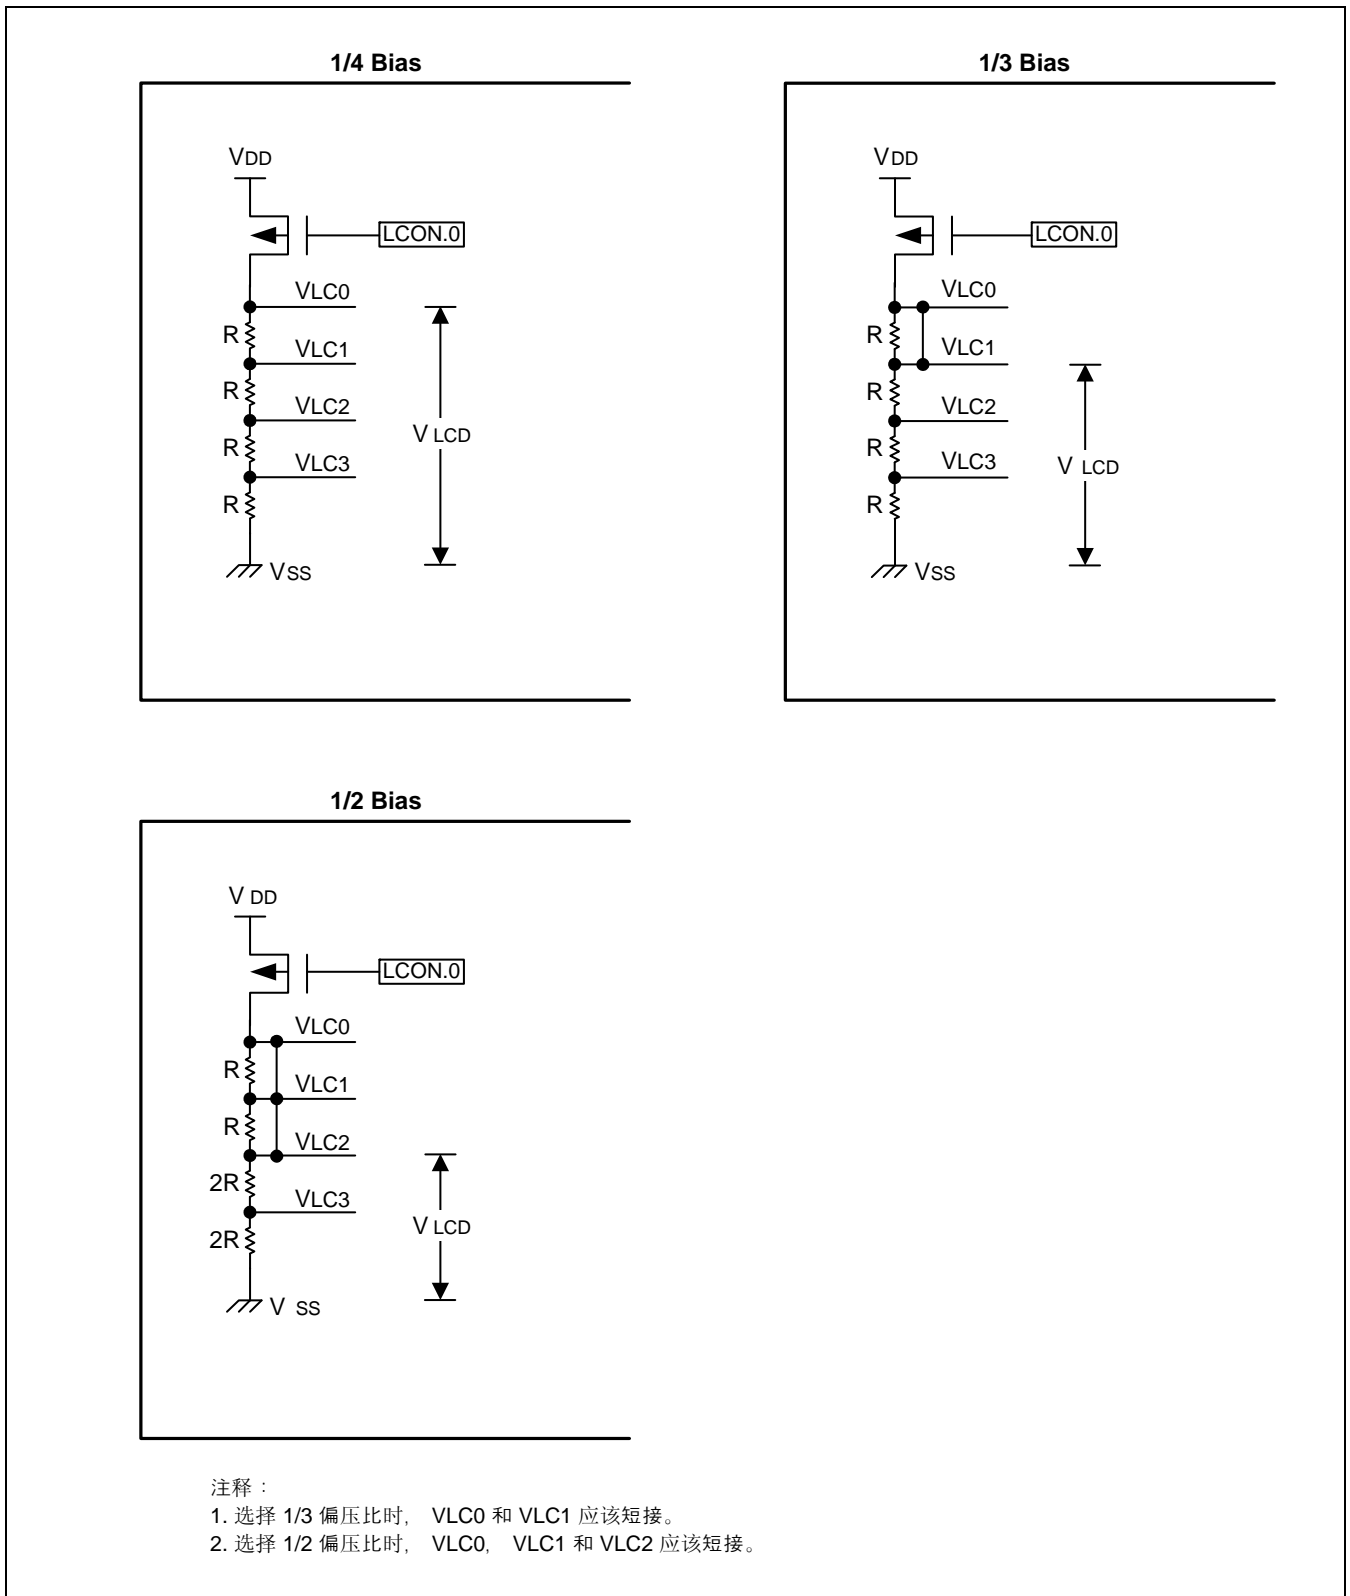 1/4 Bias
VDD
LCON.0
VLC0
R
VLC1
R
VLC2
R
VLC3
R
VSS
V LCD
1/3 Bias
VDD
LCON.0
VLC0
R
VLC1
R
VLC2
R
VLC3
R
VSS
V LCD
1/2 Bias
V DD
LCON.0
VLC0
R
VLC1
R
VLC2
2R
VLC3
2R
V SS
V LCD
注释：
1. 选择 1/3 偏压比时， VLC0 和 VLC1 应该短接。
2. 选择 1/2 偏压比时， VLC0， VLC1 和 VLC2 应该短接。